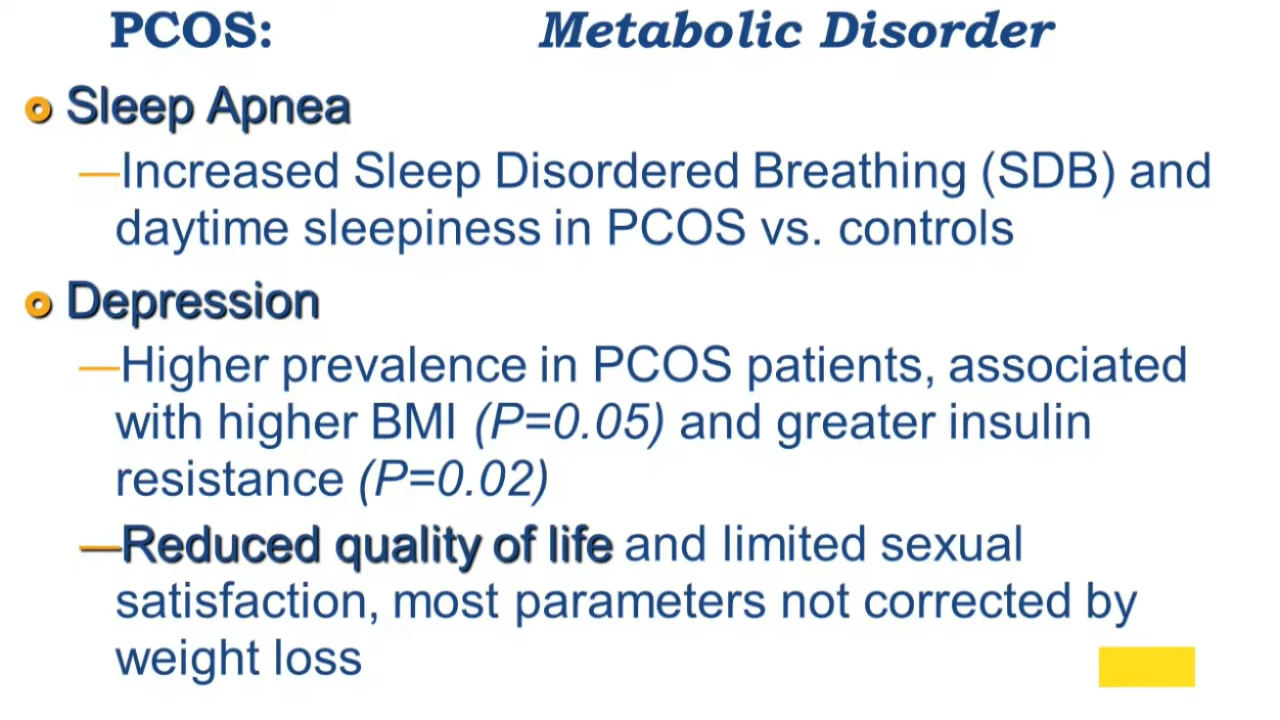 PCOS: Metabolic Disorder
Sleep Apnea
—Increased Sleep Disordered Breathing (SDB) and
daytime sleepiness in PCOS vs. controls
Depression
—Higher prevalence in PCOS patients, associated
with higher BMI (P=0.05) and greater insulin
resistance (P=0.02)
—Reduced quality of life and limited sexual
satisfaction, most parameters not corrected by
weight loss